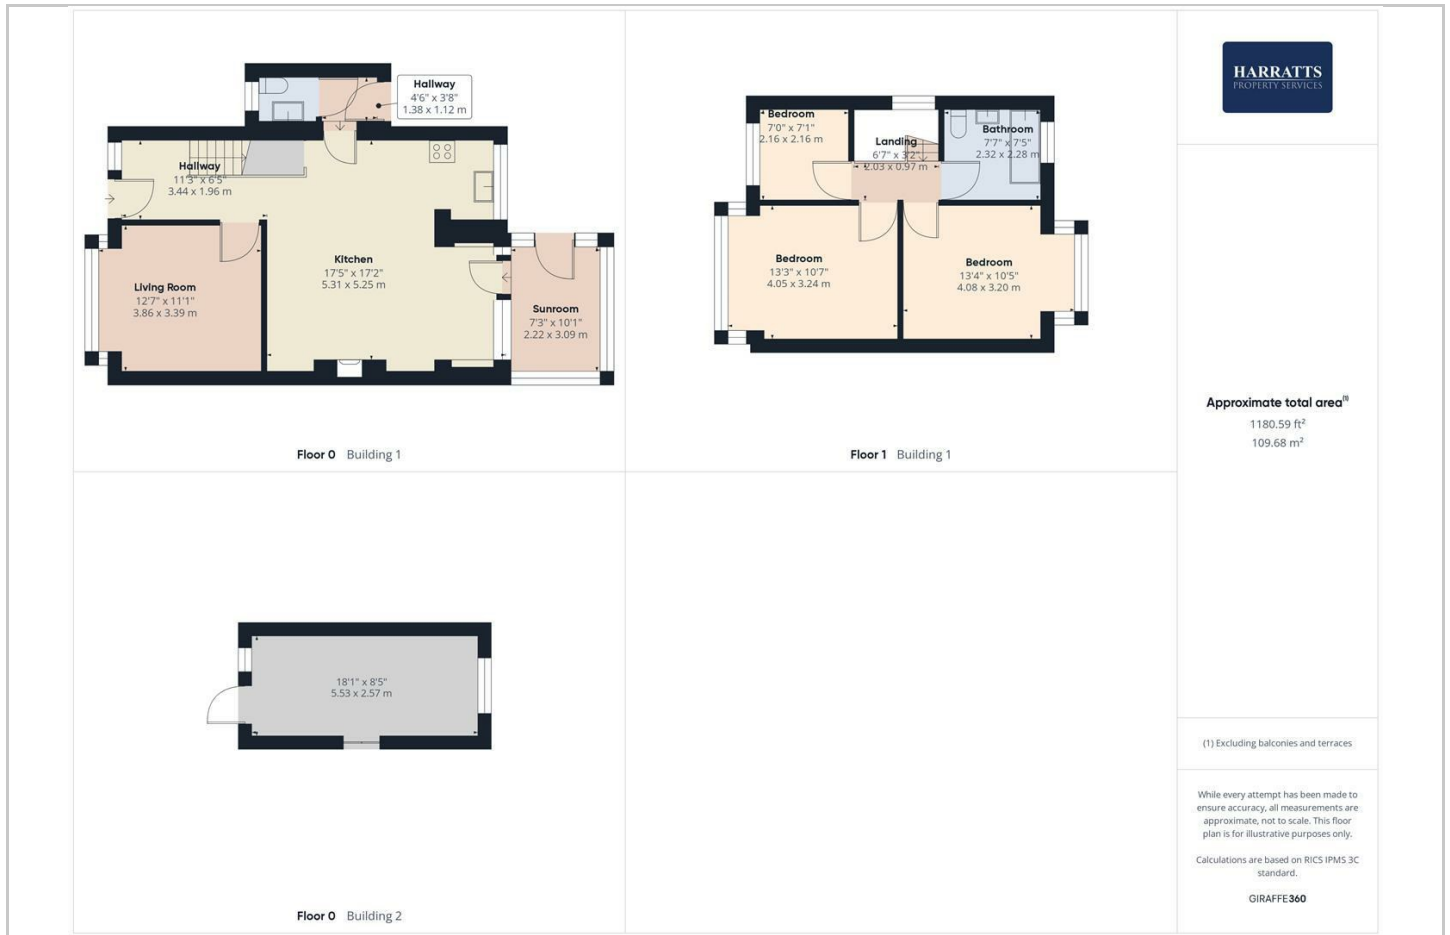 Hallway
4'6" x 3'8"
1.38 x 1.12 m
Hallway
11'3" x 6'5"
3.44 x 1.96 m
Living Room
12'7" x 11'1"
3.86 x 3.39 m
Kitchen
17'5" x 17'2"
5.31 x 5.25 m
Sunroom
7'3" x 10'1"
2.22 x 3.09 m
Floor 0 Building 1
Bedroom
7'0" x 7'1"
2.16 x 2.16 m
Landing
6'7" x 3'2"
2.03 x 0.97 m
Bathroom
7'7" x 7'5"
2.32 x 2.28 m
Bedroom
13'3" x 10'7"
4.05 x 3.24 m
Bedroom
13'4" x 10'5"
4.08 x 3.20 m
Floor 1 Building 1
18'1" x 8'5"
5.53 x 2.57 m
Floor 0 Building 2
HARRATTS
PROPERTY SERVICES
Approximate total area(1)
1180.59 ft²
109.68 m²
(1) Excluding balconies and terraces
While every attempt has been made to
ensure accuracy, all measurements are
approximate, not to scale. This floor
plan is for illustrative purposes only.
Calculations are based on RICS IPMS 3C
standard.
GIRAFFE360